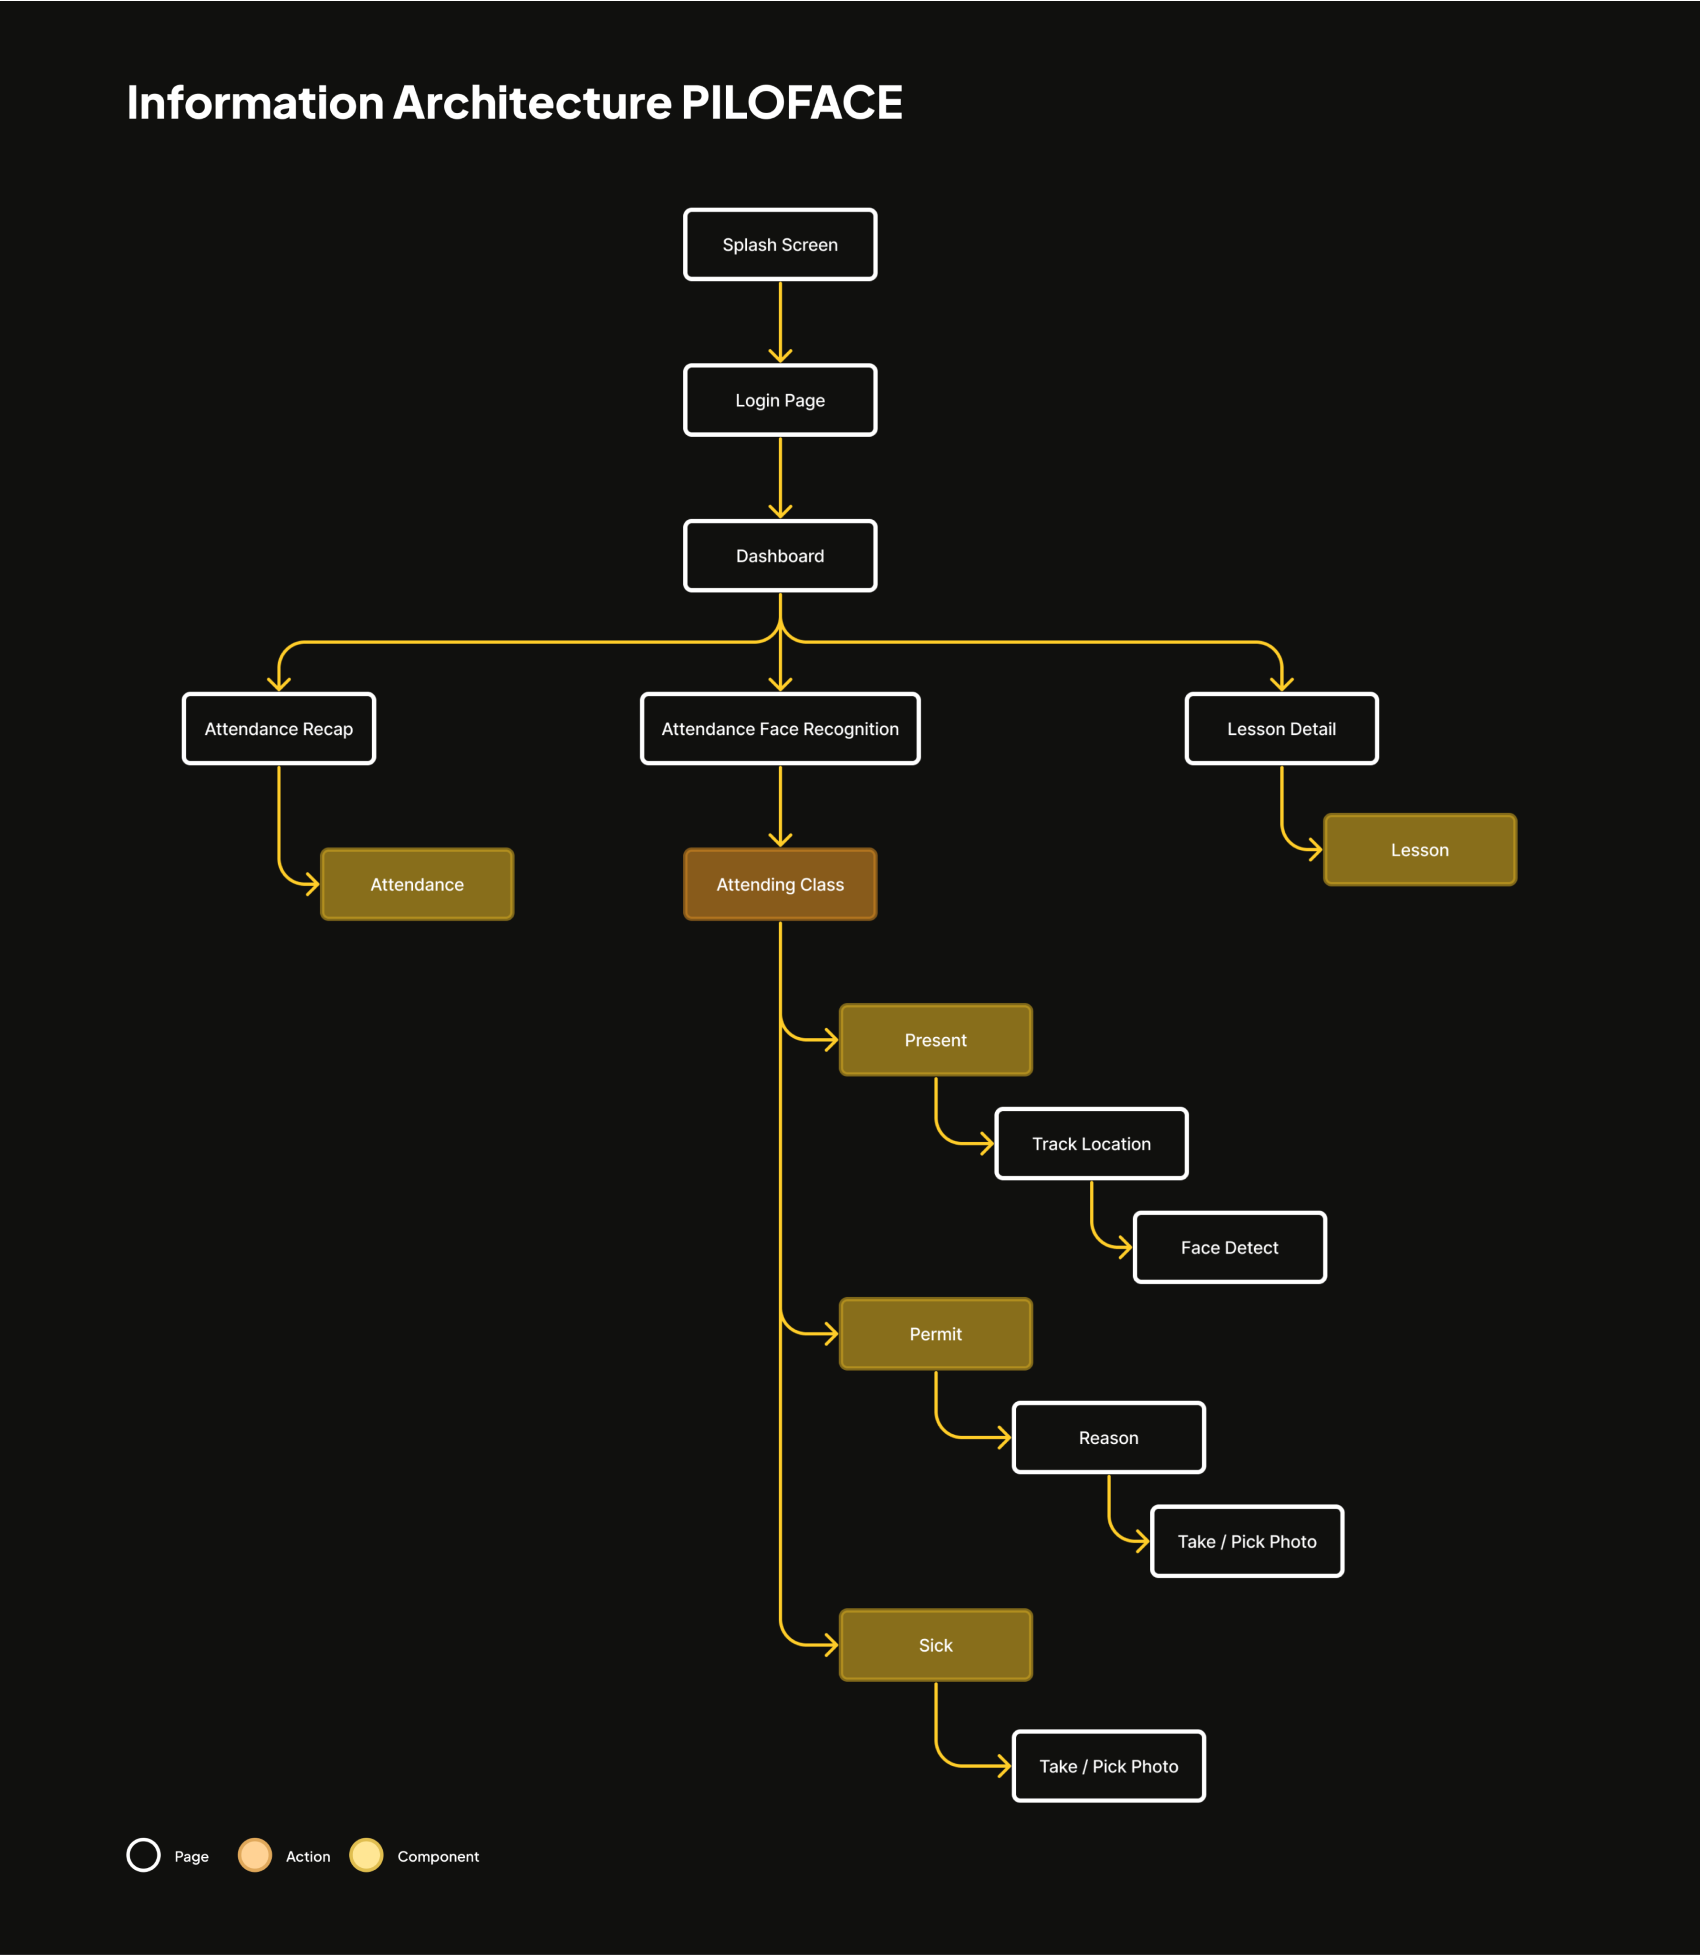 Information Architecture PILOFACE
Splash Screen
Login Page
Dashboard
Attendance Recap
Attendance Face Recognition
Lesson Detail
Lesson
Attendance
Attending Class
Present
Track Location
Face Detect
Permit
Reason
Take / Pick Photo
Sick
Take / Pick Photo
Page
Action
Component